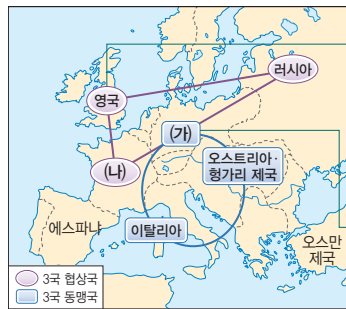 러시아
영국
(가)
(나)
오스트리아·
헝가리 제국
에스파냐
이탈리아
오스만
제국
3국 협상국
3국 동맹국